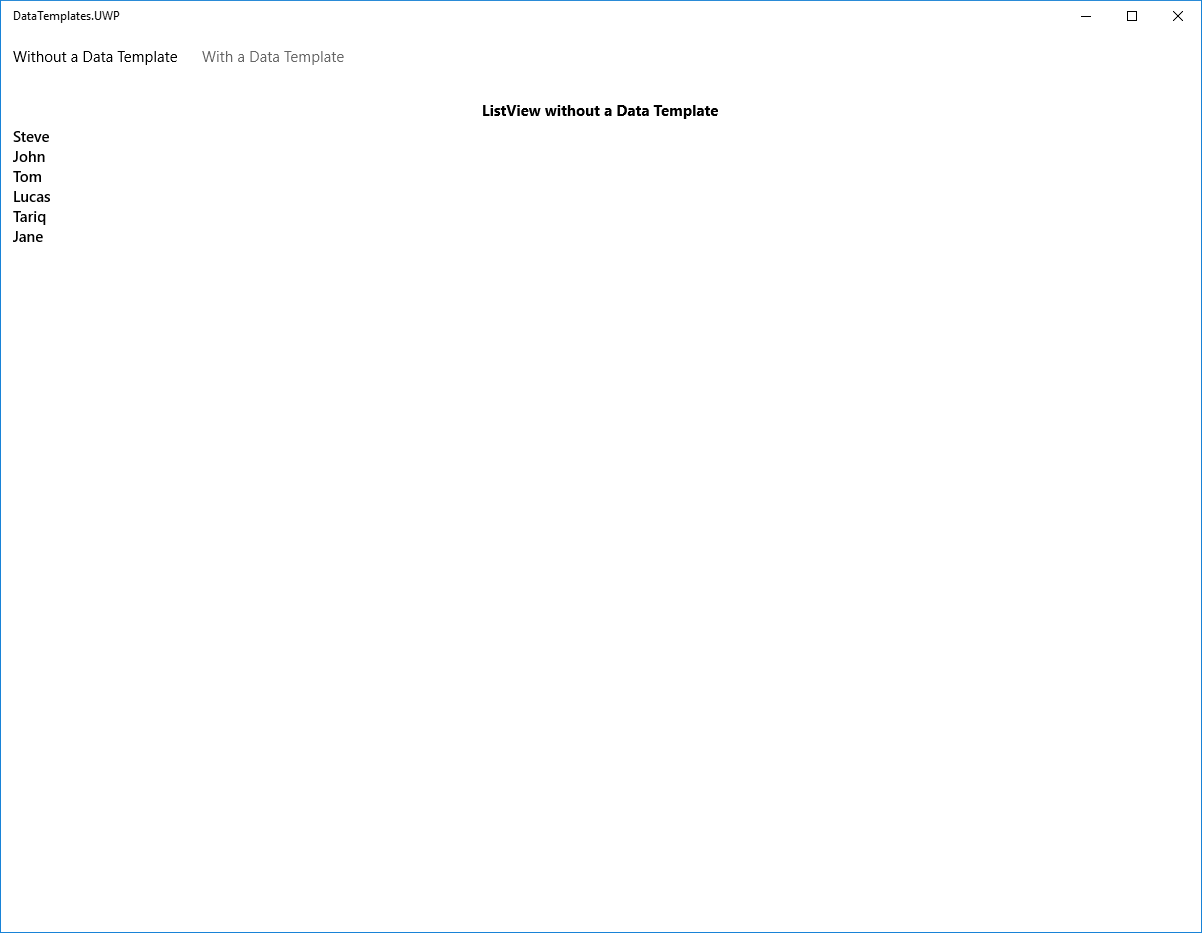 DataTemplates.UWP
Without a Data Template With a Data Template
ListView without a Data Template
Steve
John
Tom
Lucas
Tariq
Jane